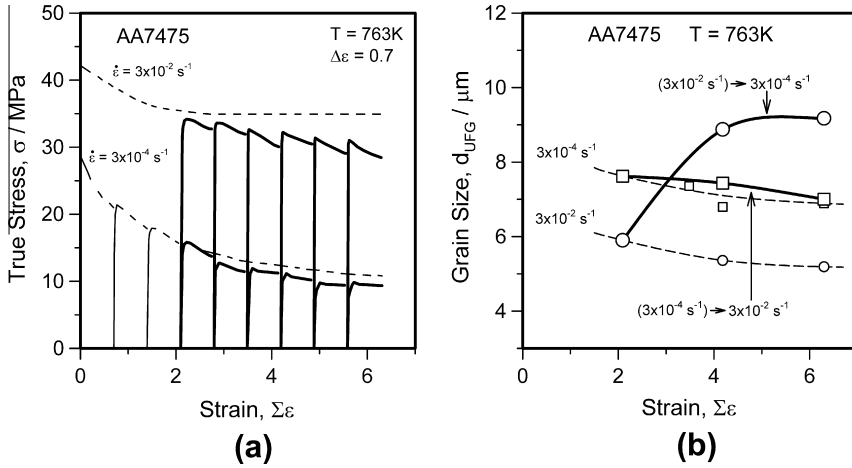 AA7475
T = 763K
Δε = 0.7
ε̇ = 3x10⁻² s⁻¹
ε̇ = 3x10⁻⁴ s⁻¹
True Stress, σ / MPa
50
40
30
20
10
0
0 2 4 6
Strain, Σε
(a)
AA7475 T = 763K
(3x10⁻² s⁻¹)→ 3x10⁻⁴ s⁻¹
3x10⁻⁴ s⁻¹
3x10⁻² s⁻¹
(3x10⁻⁴ s⁻¹)→3x10⁻² s⁻¹
Grain Size, d_UFG / μm
12
10
8
6
4
0 2 4 6
Strain, Σε
(b)